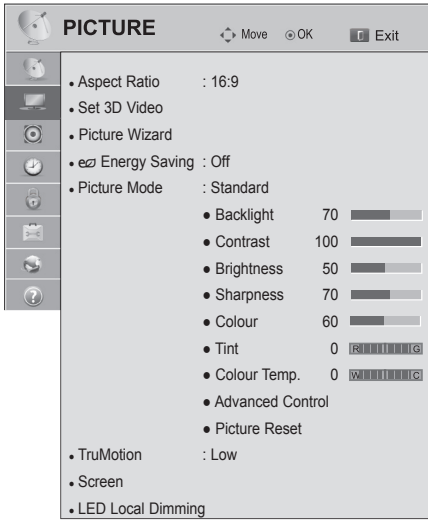 PICTURE Move OK Exit
• Aspect Ratio : 16:9
• Set 3D Video
• Picture Wizard
• Energy Saving : Off
• Picture Mode : Standard
● Backlight 70
● Contrast 100
● Brightness 50
● Sharpness 70
● Colour 60
● Tint 0 R G
● Colour Temp. 0 W C
● Advanced Control
● Picture Reset
• TruMotion : Low
• Screen
• LED Local Dimming